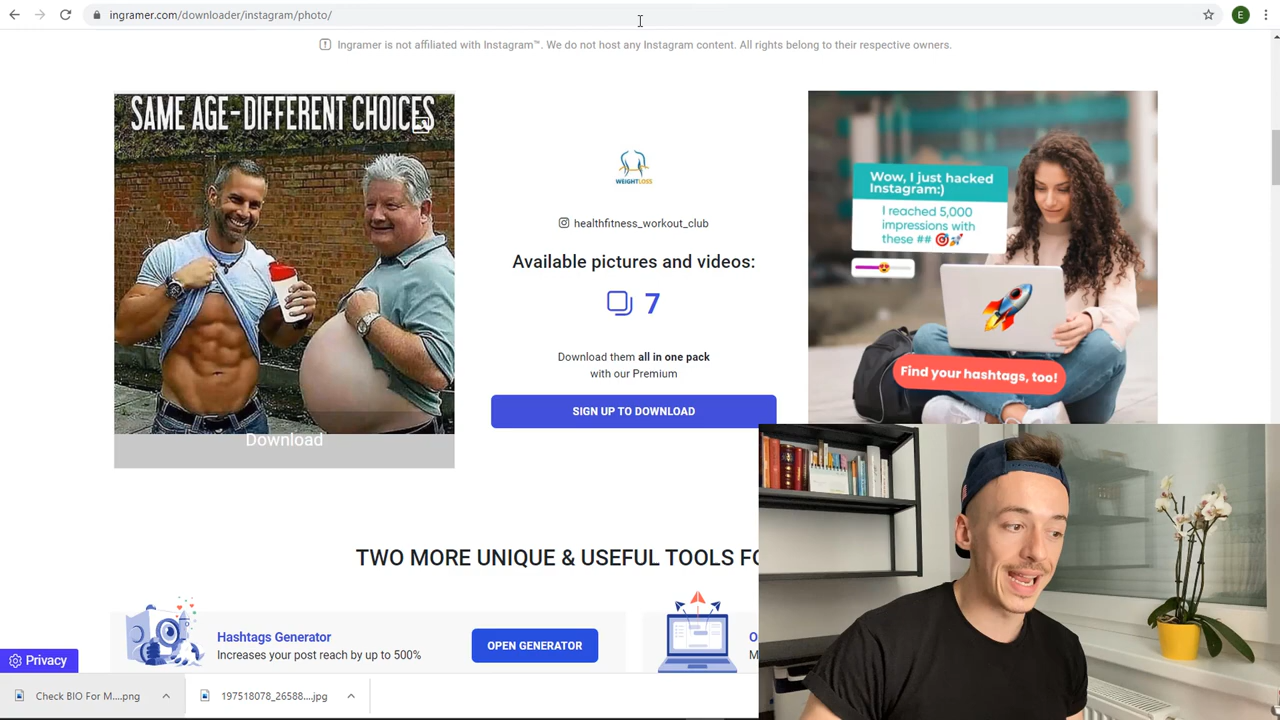 ingramer.com/downloader/instagram/photo/
E
Ingramer is not affiliated with Instagram™. We do not host any Instagram content. All rights belong to their respective owners.
SAME AGE-DIFFERENT CHOICES
Download
WEIGHTLOSS
healthfitness_workout_club
Available pictures and videos:
7
Download them all in one pack
with our Premium
SIGN UP TO DOWNLOAD
Wow, I just hacked
Instagram:)
I reached 5,000
impressions with
these ##
Find your hashtags, too!
TWO MORE UNIQUE & USEFUL TOOLS FO
Hashtags Generator
Increases your post reach by up to 500%
OPEN GENERATOR
O
M
Privacy
Check BIO For M....png
197518078_26588....jpg